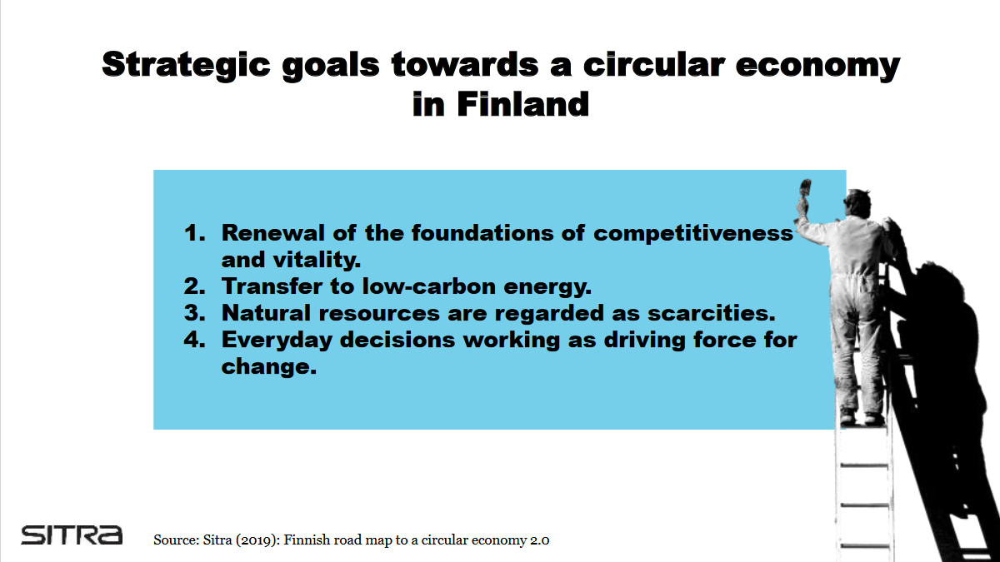 Strategic goals towards a circular economy
in Finland
1. Renewal of the foundations of competitiveness
and vitality.
2. Transfer to low-carbon energy.
3. Natural resources are regarded as scarcities.
4. Everyday decisions working as driving force for
change.
SITRA
Source: Sitra (2019): Finnish road map to a circular economy 2.0